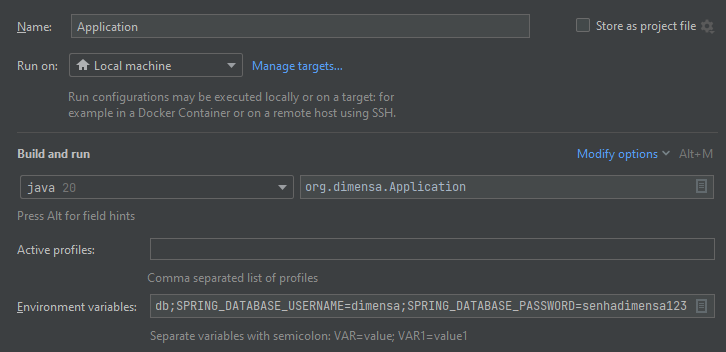 Name: Application Store as project file
Run on: Local machine Manage targets...
Run configurations may be executed locally or on a target: for
example in a Docker Container or on a remote host using SSH.
Build and run Modify options Alt+M
java 20 org.dimensa.Application
Press Alt for field hints
Active profiles:
Comma separated list of profiles
Environment variables: db;SPRING_DATABASE_USERNAME=dimensa;SPRING_DATABASE_PASSWORD=senhadimensa123
Separate variables with semicolon: VAR=value; VAR1=value1